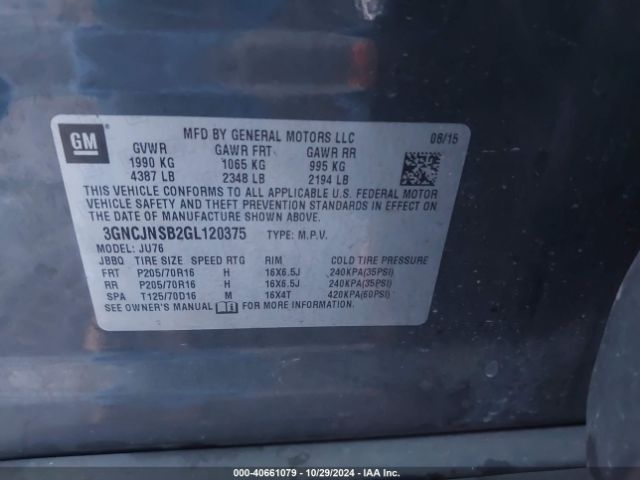 GM
MFD BY GENERAL MOTORS LLC 08/15
GVWR GAWR FRT GAWR RR
1990 KG 1065 KG 995 KG
4387 LB 2348 LB 2194 LB
THIS VEHICLE CONFORMS TO ALL APPLICABLE U.S. FEDERAL MOTOR
VEHICLE SAFETY AND THEFT PREVENTION STANDARDS IN EFFECT ON
THE DATE OF MANUFACTURE SHOWN ABOVE.
3GNCJNSB2GL120375 TYPE: M.P.V.
MODEL: JU76
JBBQ TIRE SIZE SPEED RTG RIM COLD TIRE PRESSURE
FRT P205/70R16 H 16X6.5J 240KPA(35PSI)
RR P205/70R16 H 16X6.5J 240KPA(35PSI)
SPA T125/70D16 M 16X4T 420KPA(60PSI)
SEE OWNER'S MANUAL FOR MORE INFORMATION.
000-40661079 - 10/29/2024 - IAA Inc.